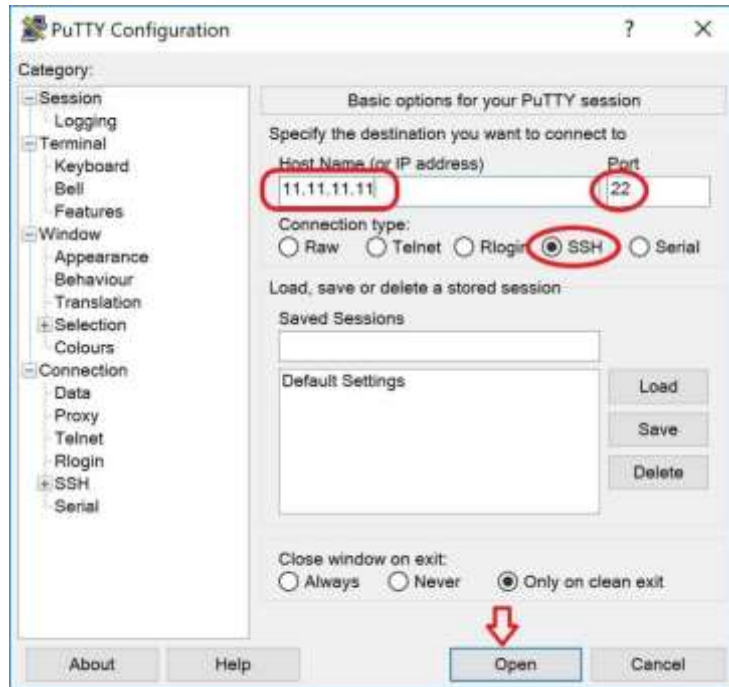 PuTTY Configuration ? X
Category:
Session
Logging
Terminal
Keyboard
Bell
Features
Window
Appearance
Behaviour
Translation
Selection
Colours
Connection
Data
Proxy
Telnet
Rlogin
SSH
Serial
Basic options for your PuTTY session
Specify the destination you want to connect to
Host Name (or IP address) Port
11.11.11.11 22
Connection type:
Raw Telnet Rlogin SSH Serial
Load, save or delete a stored session
Saved Sessions
Default Settings
Load
Save
Delete
Close window on exit:
Always Never Only on clean exit
About Help Open Cancel